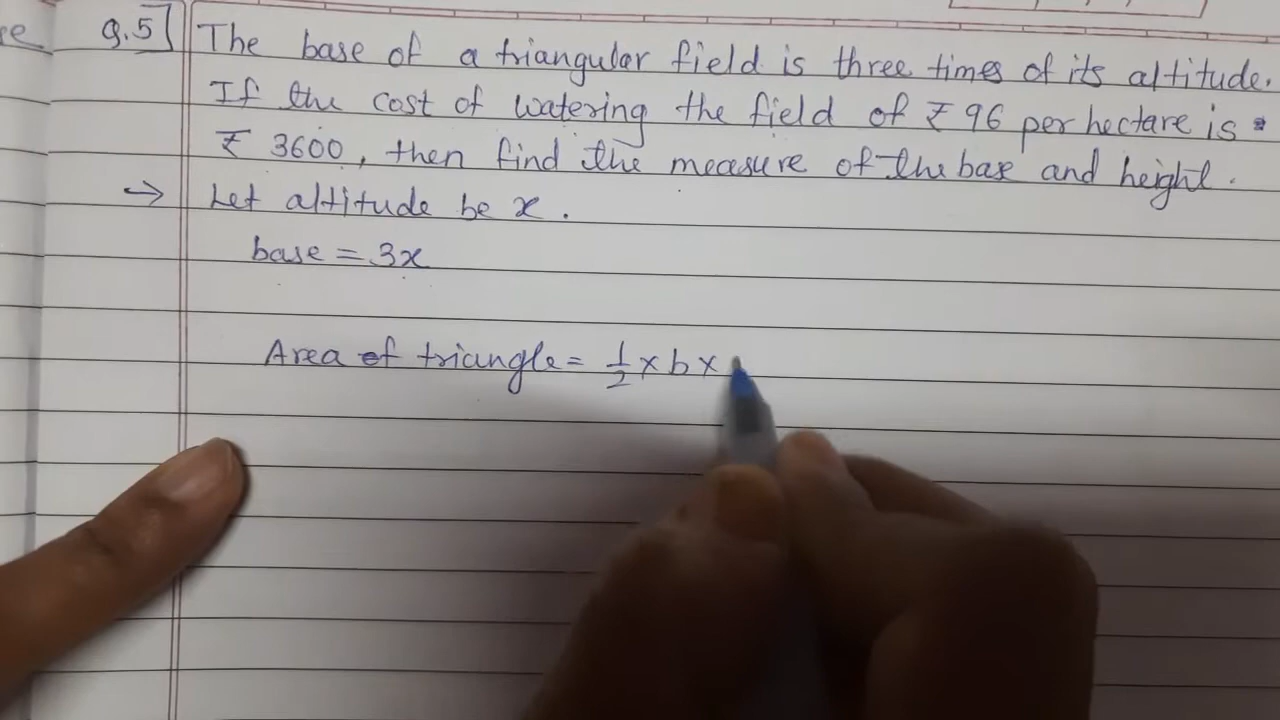 Q.5] The base of a triangular field is three times of its altitude.
If the cost of watering the field of ₹ 96 per hectare is
₹ 3600, then find the measure of the base and height.
→ Let altitude be x.
base = 3x
Area of triangle = 1/2 × b ×